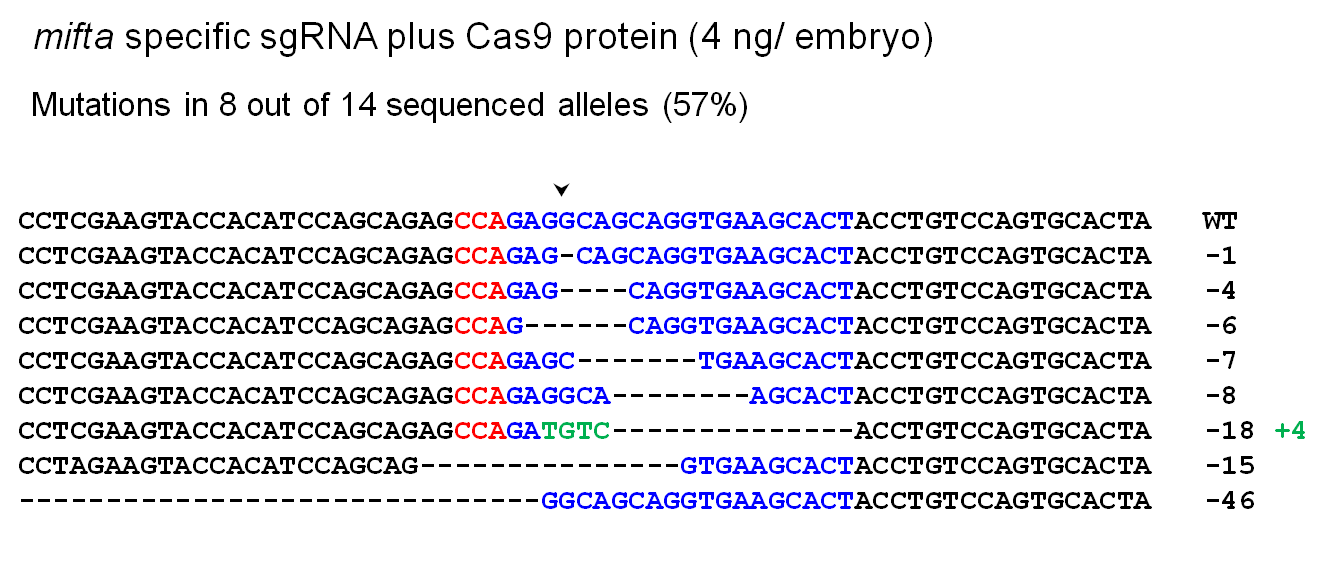 mifta specific sgRNA plus Cas9 protein (4 ng/ embryo)
Mutations in 8 out of 14 sequenced alleles (57%)
CCTCGAAGTACCACATCCAGCAGAGCCAGAGGCAGCAGGTGAAGCACTACCTGTCCAGTGCACTA WT
CCTCGAAGTACCACATCCAGCAGAGCCAGAG-CAGCAGGTGAAGCACTACCTGTCCAGTGCACTA -1
CCTCGAAGTACCACATCCAGCAGAGCCAGAG----CAGGTGAAGCACTACCTGTCCAGTGCACTA -4
CCTCGAAGTACCACATCCAGCAGAGCCAG------CAGGTGAAGCACTACCTGTCCAGTGCACTA -6
CCTCGAAGTACCACATCCAGCAGAGCCAGAGC-------TGAAGCACTACCTGTCCAGTGCACTA -7
CCTCGAAGTACCACATCCAGCAGAGCCAGAGGCA--------AGCACTACCTGTCCAGTGCACTA -8
CCTCGAAGTACCACATCCAGCAGAGCCAGATGTC--------------ACCTGTCCAGTGCACTA -18 +4
CCTAGAAGTACCACATCCAGCAG---------------GTGAAGCACTACCTGTCCAGTGCACTA -15
------------------------------GGCAGCAGGTGAAGCACTACCTGTCCAGTGCACTA -46